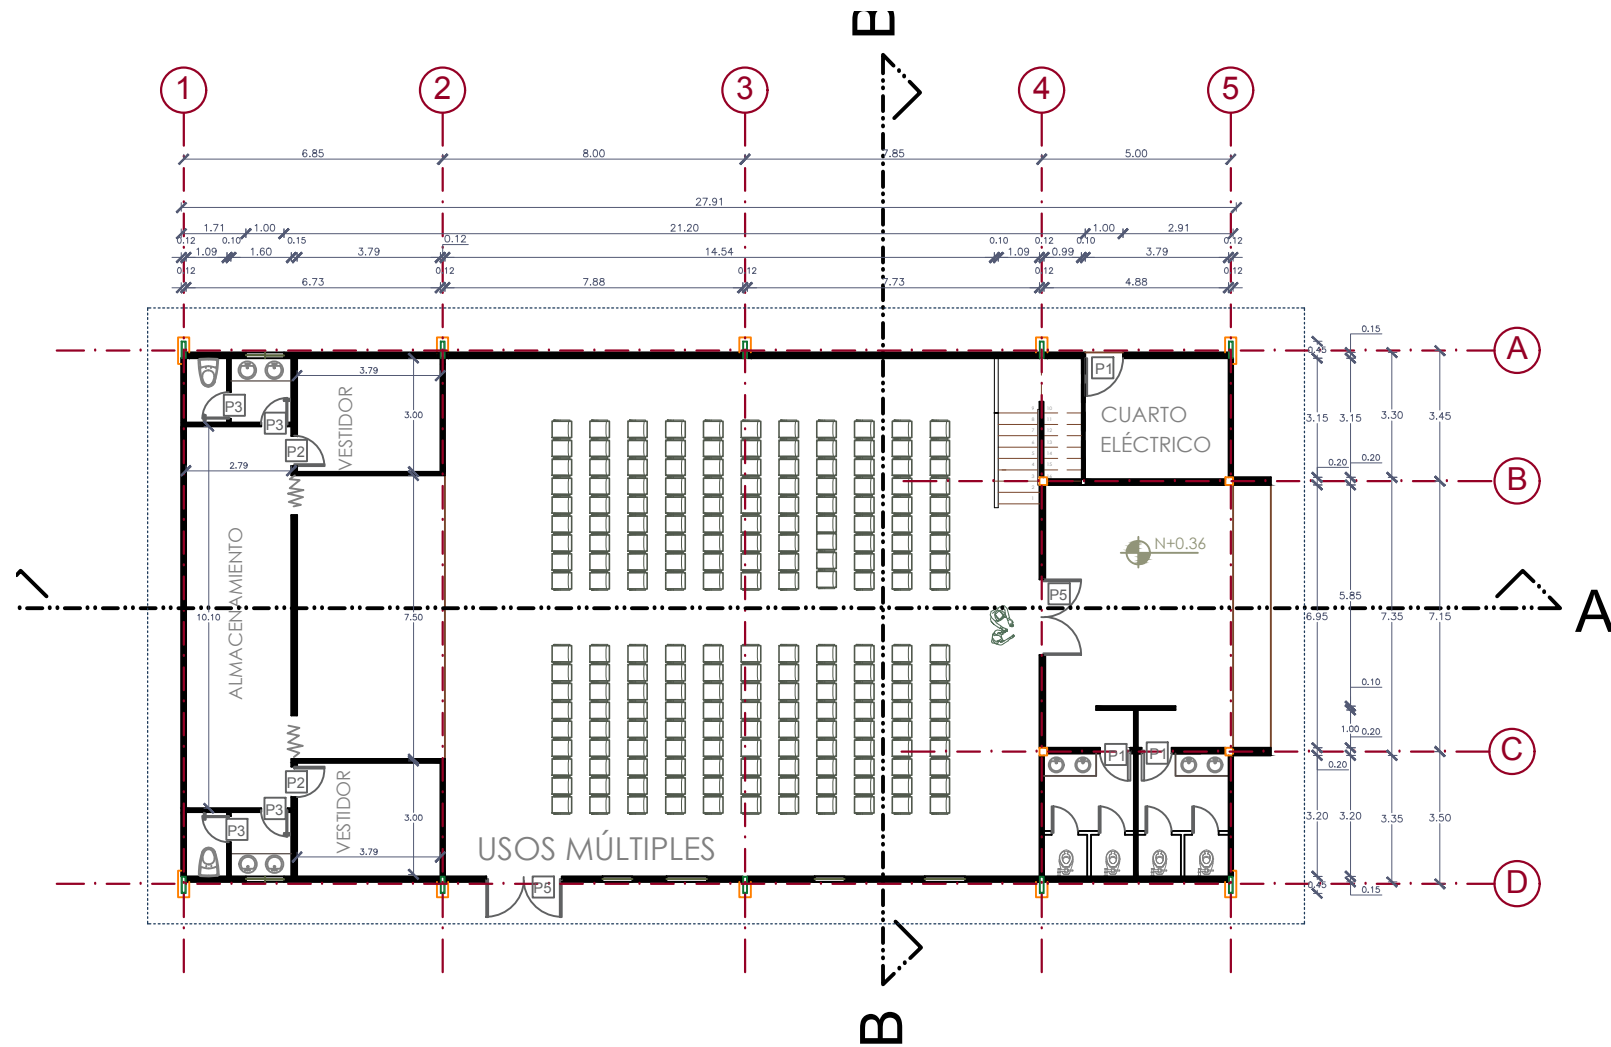 B
1 2 3 4 5
6.85 8.00 7.85 5.00
27.91
1.71 1.00 21.20 1.00 2.91
0.12 0.10 0.15 0.12 0.10 0.12 0.10 0.12
1.09 1.60 3.79 14.54 1.09 0.99 3.79
0.12 0.12 0.12 0.12 0.12
6.73 7.88 7.73 4.88
0.15
A
0.45
P1
3.79
P3
VESTIDOR
3.00
P3
CUARTO
ELÉCTRICO
3.15 3.15 3.30 3.45
P2
2.79
0.20 0.20
B
N+0.36
ALMACENAMIENTO
P5
5.85
A
10.10 7.50
6.95 7.35 7.15
0.10
1.00 0.20
C
P1 P1
0.20
P2
VESTIDOR
P3
P3
3.00
3.20 3.20 3.35 3.50
USOS MÚLTIPLES
3.79
P5
0.45 0.15
D
B